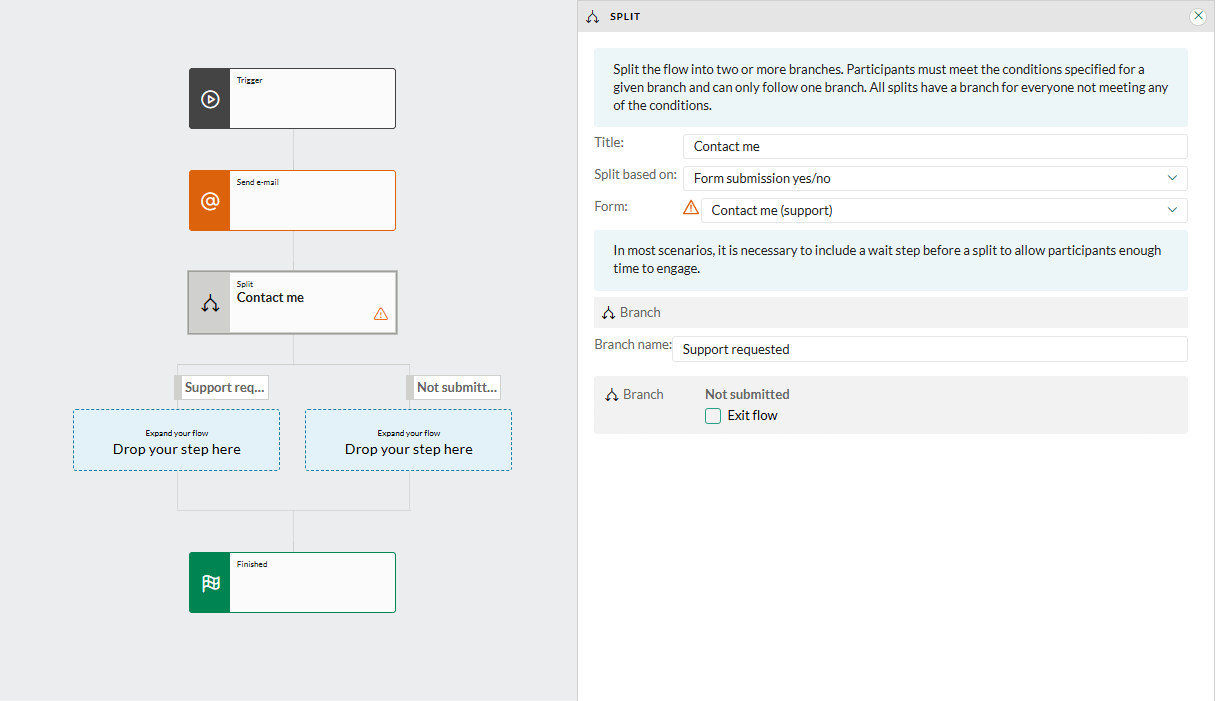 Trigger
Send e-mail
Split
Contact me
Support req...
Not submitt...
Expand your flow
Drop your step here
Expand your flow
Drop your step here
Finished
SPLIT
Split the flow into two or more branches. Participants must meet the conditions specified for a
given branch and can only follow one branch. All splits have a branch for everyone not meeting any
of the conditions.
Title:
Contact me
Split based on:
Form submission yes/no
Form:
Contact me (support)
In most scenarios, it is necessary to include a wait step before a split to allow participants enough
time to engage.
Branch
Branch name:
Support requested
Branch
Not submitted
Exit flow